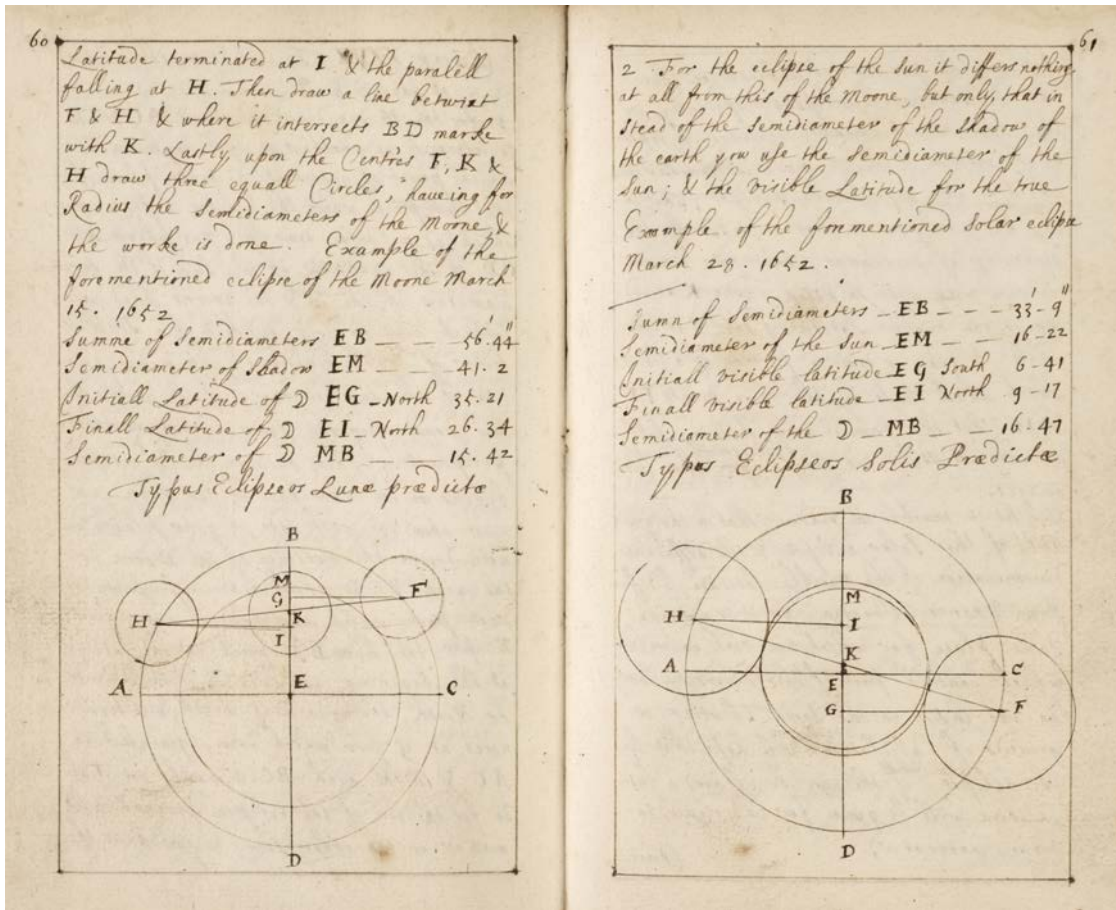 60
Latitude terminated at I & the paralell
falling at H. Then draw a line betwixt
F & H & where it intersects BD marke
with K. Lastly upon the Centres F, K &
H draw three equall Circles, haveing for
Radius the Semidiameters of the Moone, &
the worke is done. Example of the
forementioned eclipse of the Moone March
15. 1652
Summe of Semidiameters EB — — 56'. 44"
Semidiameter of Shadow EM — — 41. 2
Initiall Latitude of ☽ EG - North 35. 21
Finall Latitude of ☽ EI - North 26. 34
Semidiameter of ☽ MB — — 15. 42
Typus Eclipseos Lunæ prædictæ
B
M
G
F
K
H
I
E
A
C
D
61
2 For the eclipse of the Sun it differs nothing
at all from this of the Moone, but only, that in
stead of the Semidiameter of the shadow of
the earth you use the Semidiameter of the
Sun; & the visible Latitude for the true
Example of the formentioned Solar eclipse
March 28. 1652.
Sumn of Semidiameters - EB - - - 33'- 9"
Semidiameter of the Sun - EM - - 16-22
Initiall visible latitude - EG South 6-41
Finall visible latitude - EI North 9-17
Semidiameter of the ☽ - MB - - 16-47
Typus Eclipseos Solis Prædictæ
B
M
H
I
K
A
C
E
G
F
D